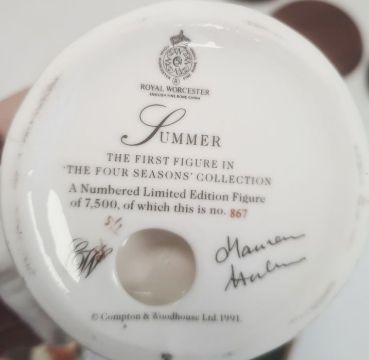 ROYAL WORCESTER
SUMMER
THE FIRST FIGURE IN
'THE FOUR SEASONS' COLLECTION
A Numbered Limited Edition Figure
of 7,500, of which this is no. 867
Maureen
© Compton & Woodhouse Ltd. 1991.